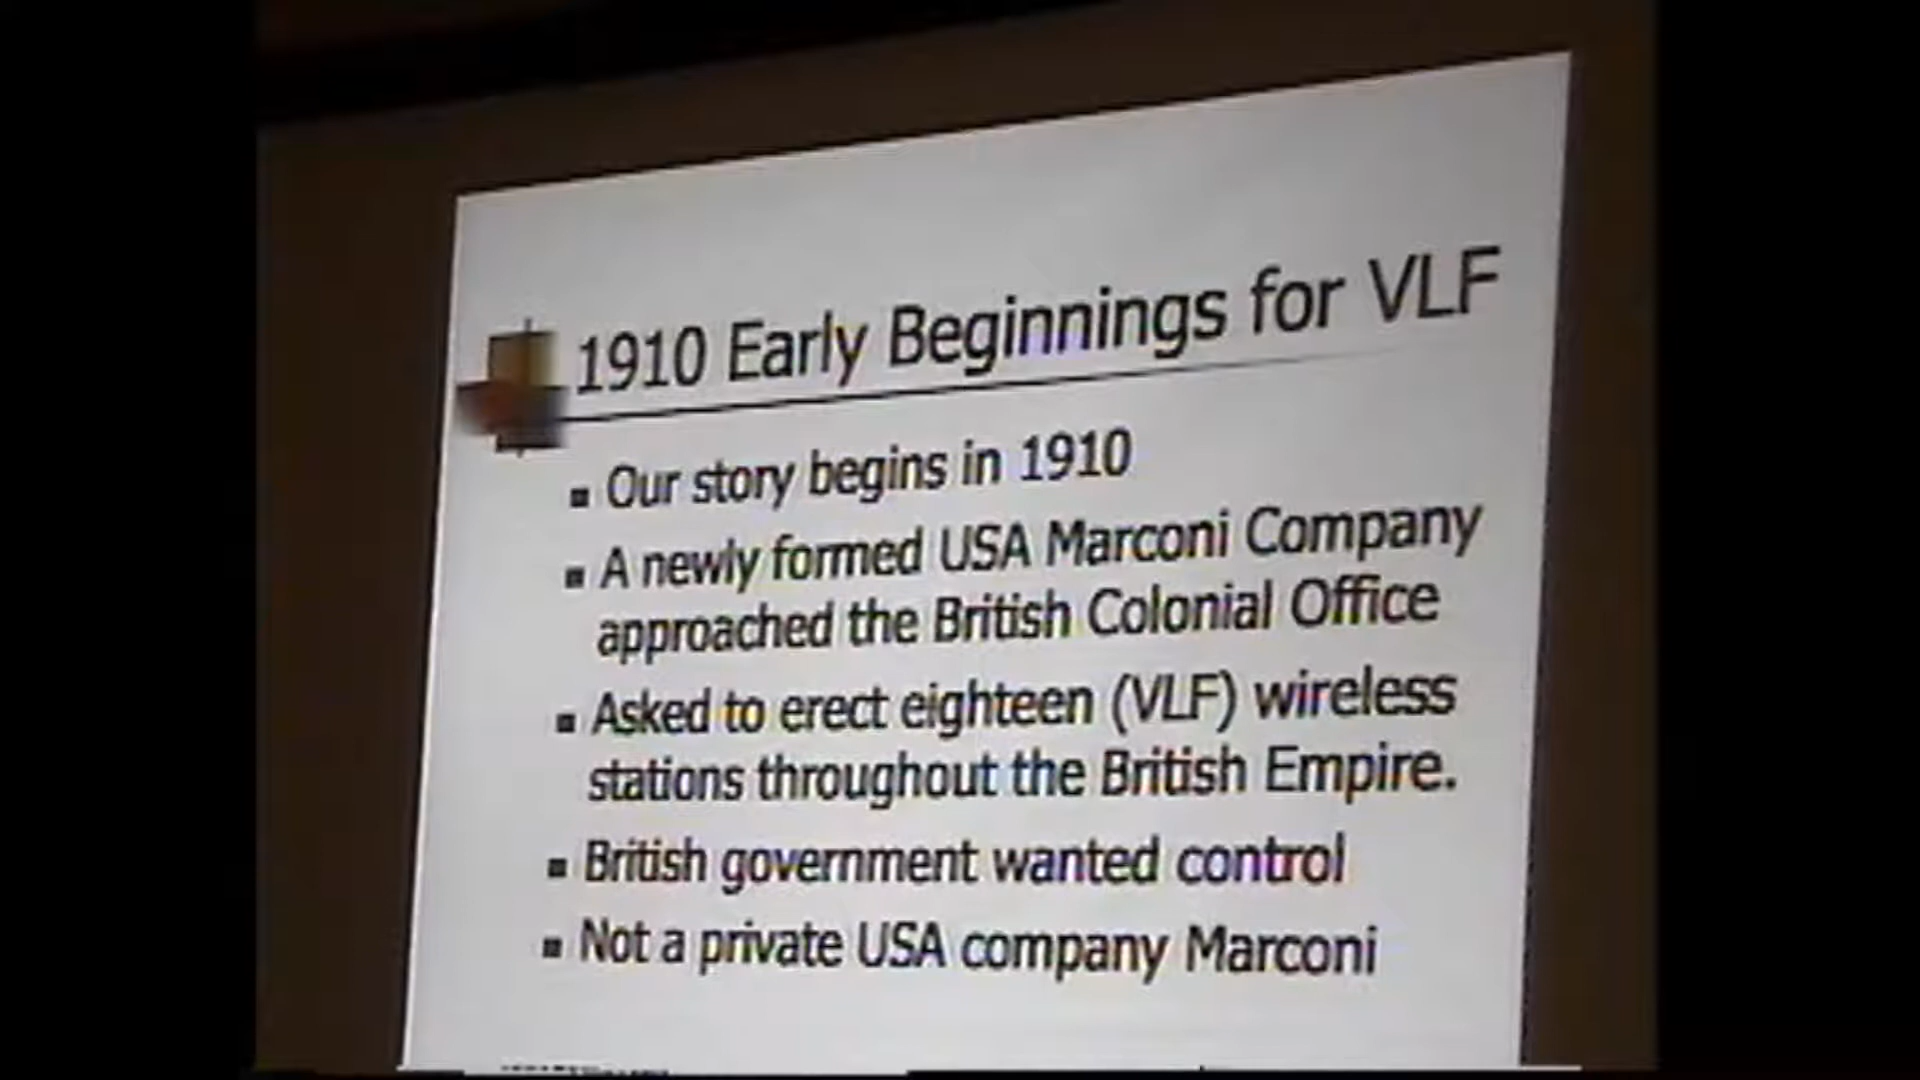 1910 Early Beginnings for VLF
▪ Our story begins in 1910
▪ A newly formed USA Marconi Company
approached the British Colonial Office
▪ Asked to erect eighteen (VLF) wireless
stations throughout the British Empire.
▪ British government wanted control
▪ Not a private USA company Marconi